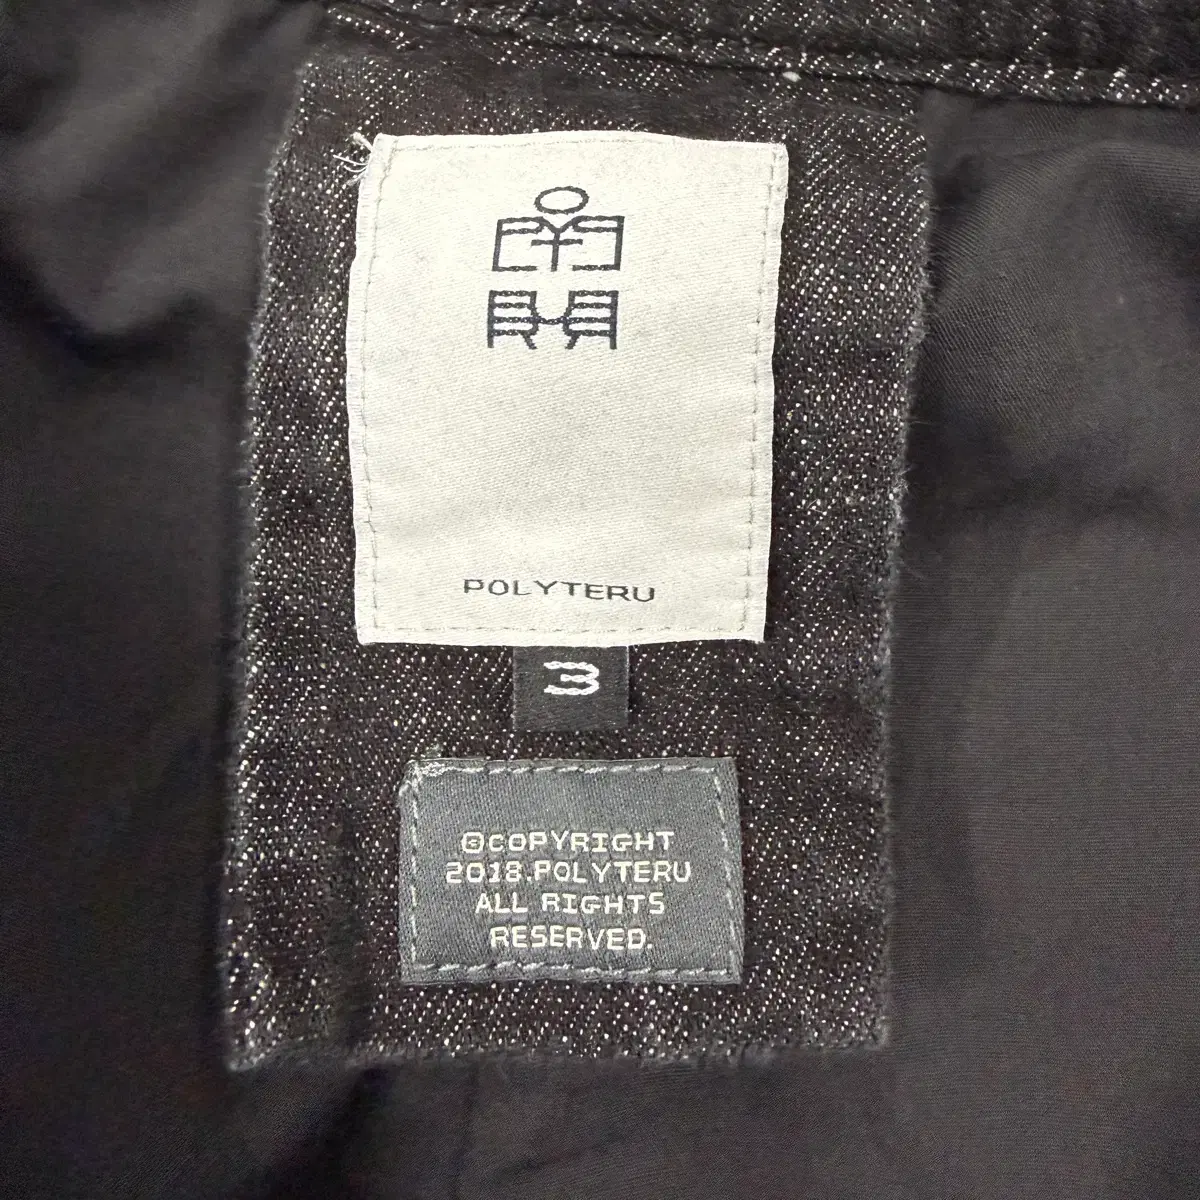 POLYTERU
3
©COPYRIGHT
2018.POLYTERU
ALL RIGHTS
RESERVED.